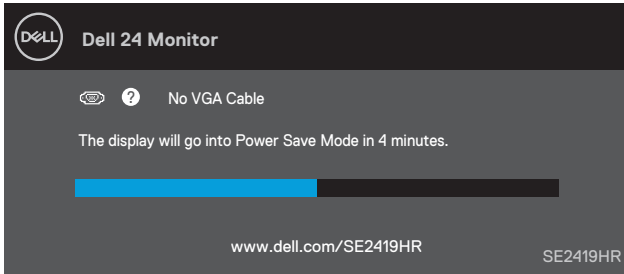 DELL
Dell 24 Monitor
? No VGA Cable
The display will go into Power Save Mode in 4 minutes.
www.dell.com/SE2419HR
SE2419HR